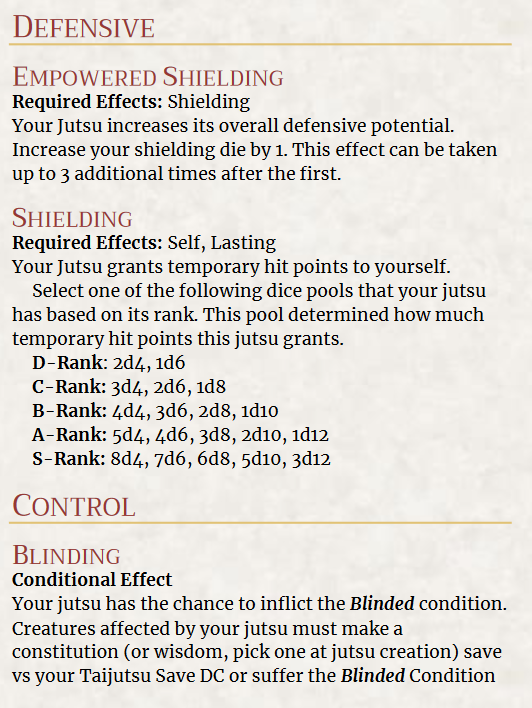 DEFENSIVE
EMPOWERED SHIELDING
Required Effects: Shielding
Your Jutsu increases its overall defensive potential.
Increase your shielding die by 1. This effect can be taken
up to 3 additional times after the first.
SHIELDING
Required Effects: Self, Lasting
Your Jutsu grants temporary hit points to yourself.
Select one of the following dice pools that your jutsu
has based on its rank. This pool determined how much
temporary hit points this jutsu grants.
D-Rank: 2d4, 1d6
C-Rank: 3d4, 2d6, 1d8
B-Rank: 4d4, 3d6, 2d8, 1d10
A-Rank: 5d4, 4d6, 3d8, 2d10, 1d12
S-Rank: 8d4, 7d6, 6d8, 5d10, 3d12
CONTROL
BLINDING
Conditional Effect
Your jutsu has the chance to inflict the Blinded condition.
Creatures affected by your jutsu must make a
constitution (or wisdom, pick one at jutsu creation) save
vs your Taijutsu Save DC or suffer the Blinded Condition